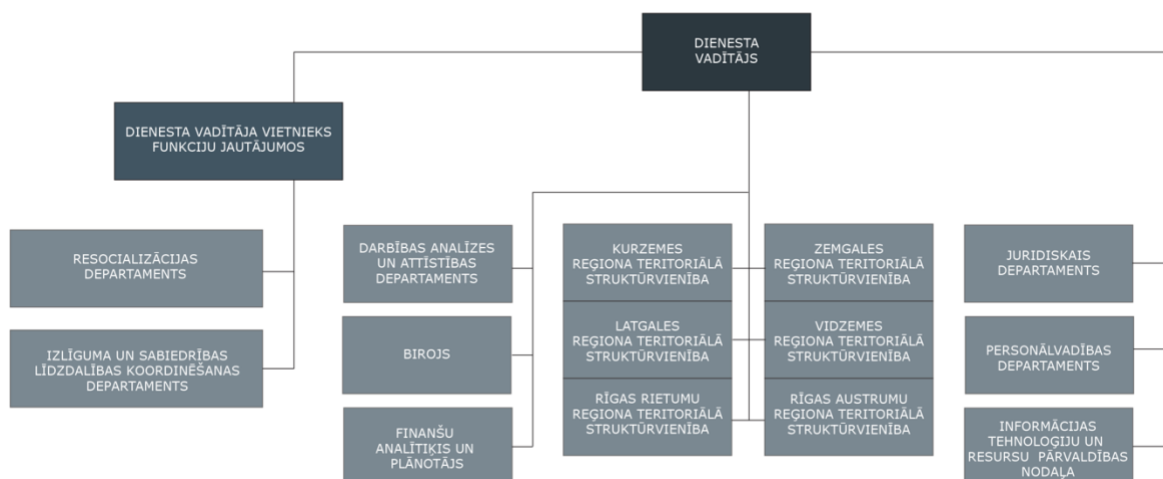 DIENESTA
VADĪTĀJS
DIENESTA VADĪTĀJA VIETNIEKS
FUNKCIJU JAUTĀJUMOS
RESOCIALIZĀCIJAS
DEPARTAMENTS
IZLĪGUMA UN SABIEDRĪBAS
LĪDZDALĪBAS KOORDINĒŠANAS
DEPARTAMENTS
DARBĪBAS ANALĪZES
UN ATTĪSTĪBAS
DEPARTAMENTS
BIROJS
FINANŠU
ANALĪTIĶIS UN
PLĀNOTĀJS
KURZEMES
REĢIONA TERITORIĀLĀ
STRUKTŪRVIENĪBA
LATGALES
REĢIONA TERITORIĀLĀ
STRUKTŪRVIENĪBA
RĪGAS RIETUMU
REĢIONA TERITORIĀLĀ
STRUKTŪRVIENĪBA
ZEMGALES
REĢIONA TERITORIĀLĀ
STRUKTŪRVIENĪBA
VIDZEMES
REĢIONA TERITORIĀLĀ
STRUKTŪRVIENĪBA
RĪGAS AUSTRUMU
REĢIONA TERITORIĀLĀ
STRUKTŪRVIENĪBA
JURIDISKAIS
DEPARTAMENTS
PERSONĀLVADĪBAS
DEPARTAMENTS
INFORMĀCIJAS
TEHNOLOĢIJU UN
RESURSU PĀRVALDĪBAS
NODAĻA